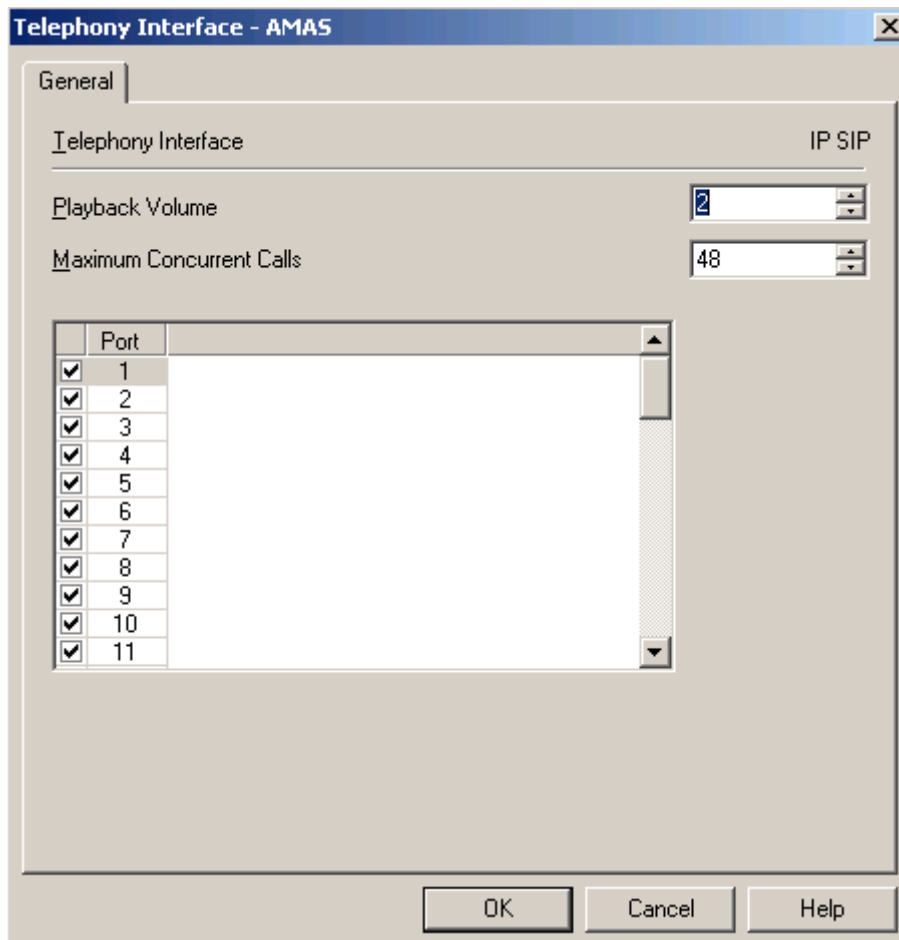 Telephony Interface - AMAS
General
Telephony Interface IP SIP
Playback Volume 2
Maximum Concurrent Calls 48
Port
1
2
3
4
5
6
7
8
9
10
11
OK Cancel Help